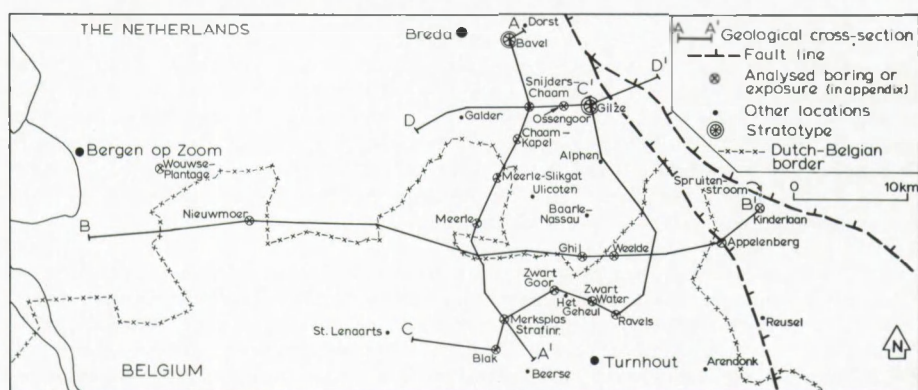 THE NETHERLANDS
Breda
A
Dorst
Bavel
A A' Geological cross-section
Fault line
Analysed boring or
exposure (in appendix)
Other locations
Stratotype
Dutch-Belgian
border
0 10km
D'
Snijders-
Chaam
C'
Gilze
Ossengoor
D
Galder
Chaam-
Kapel
Alphen
Bergen op Zoom
Wouwse-
Plantage
Meerle-Slikgat
Ulicoten
Spruiten-
stroom
B'
Kinderlaan
Nieuwmoer
B
Meerle
Baarle-
Nassau
Appelenberg
Ghil
Weelde
Zwart
Goor
Het
Geheul
Zwart
Water
Ravels
Merksplas
Strafinr.
St. Lenaarts
C
Blak
A'
Beerse
Turnhout
Reusel
Arendonk
N
BELGIUM